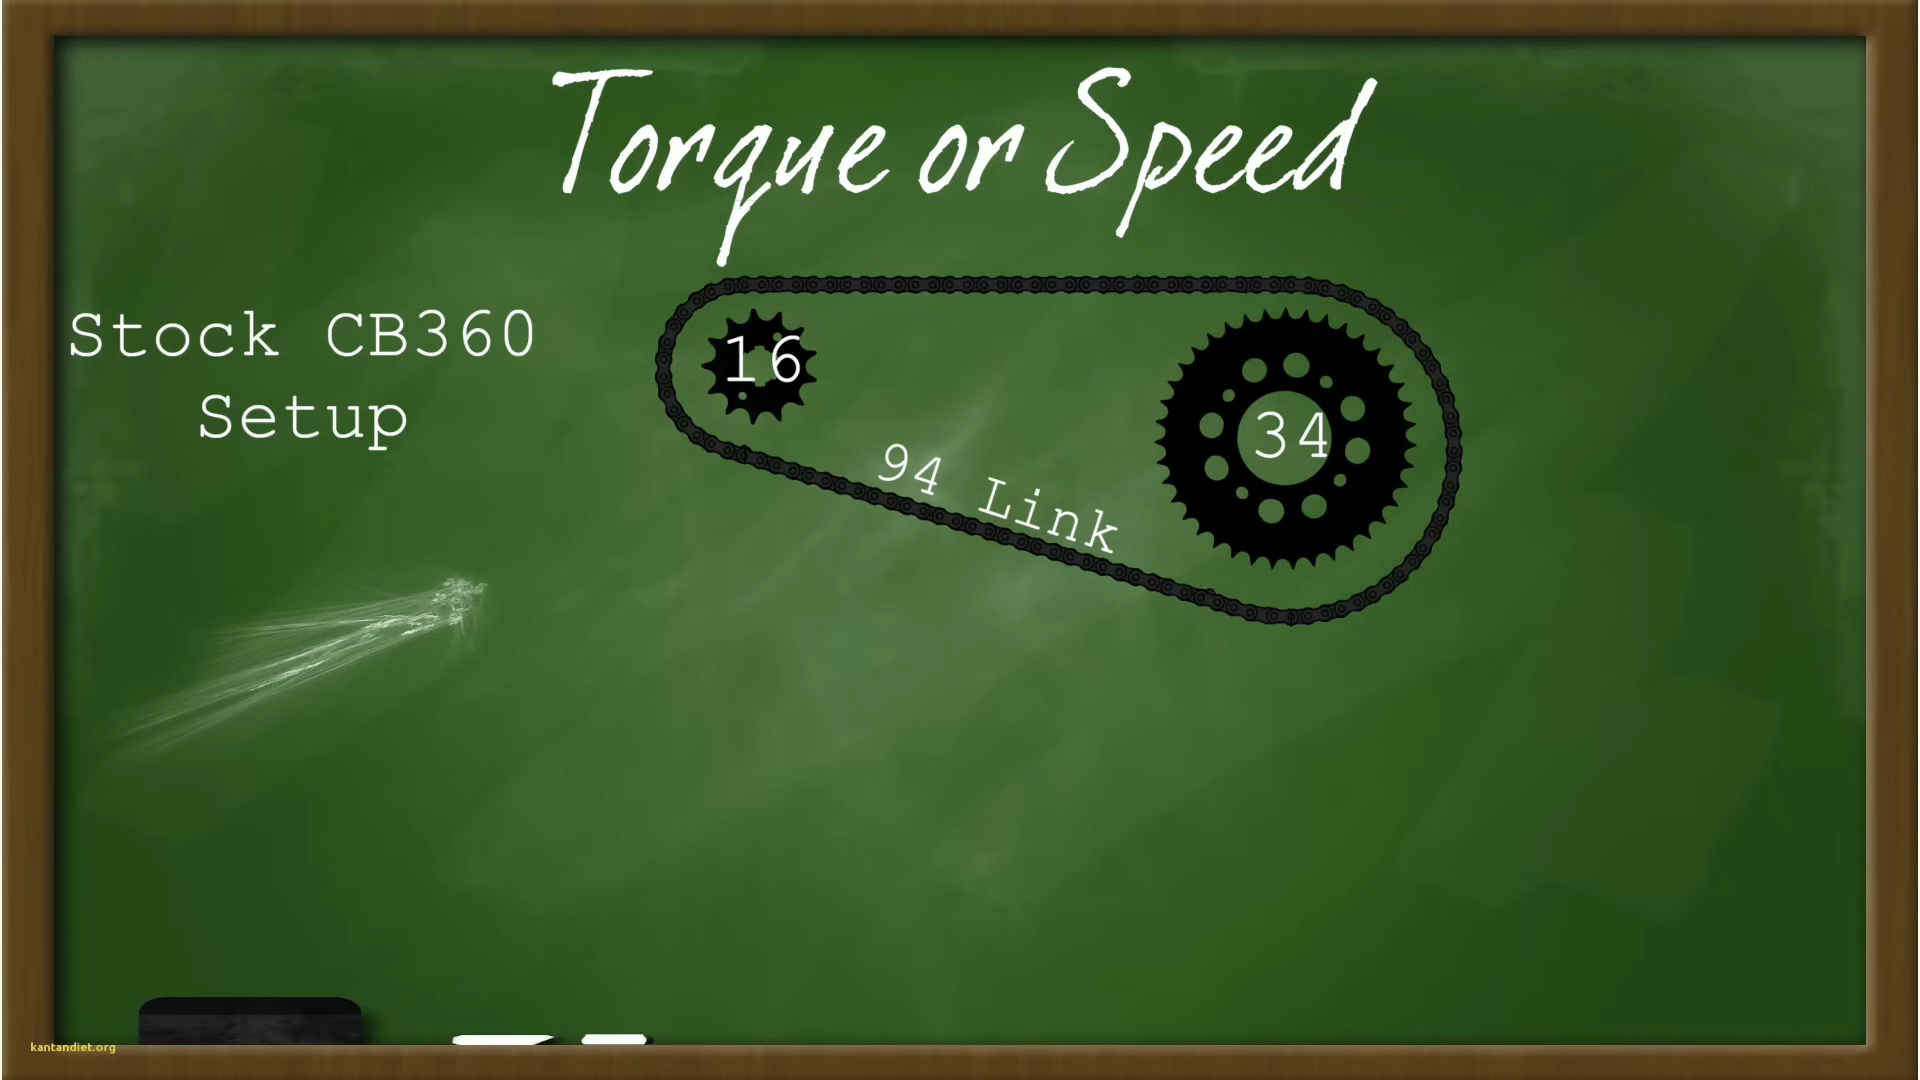 Torque or Speed
Stock CB360
Setup
16
34
94 Link
kantandiet.org